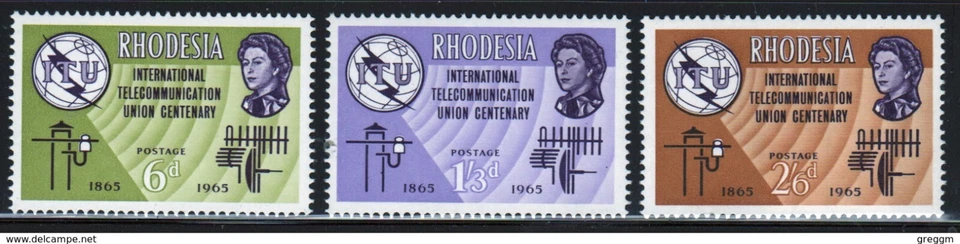 ITU
RHODESIA
INTERNATIONAL
TELECOMMUNICATION
UNION CENTENARY
POSTAGE
1865 6d 1965
ITU
RHODESIA
INTERNATIONAL
TELECOMMUNICATION
UNION CENTENARY
POSTAGE
1865 1'3d 1965
ITU
RHODESIA
INTERNATIONAL
TELECOMMUNICATION
UNION CENTENARY
POSTAGE
1865 2'6d 1965
www.delcampe.net
greggm